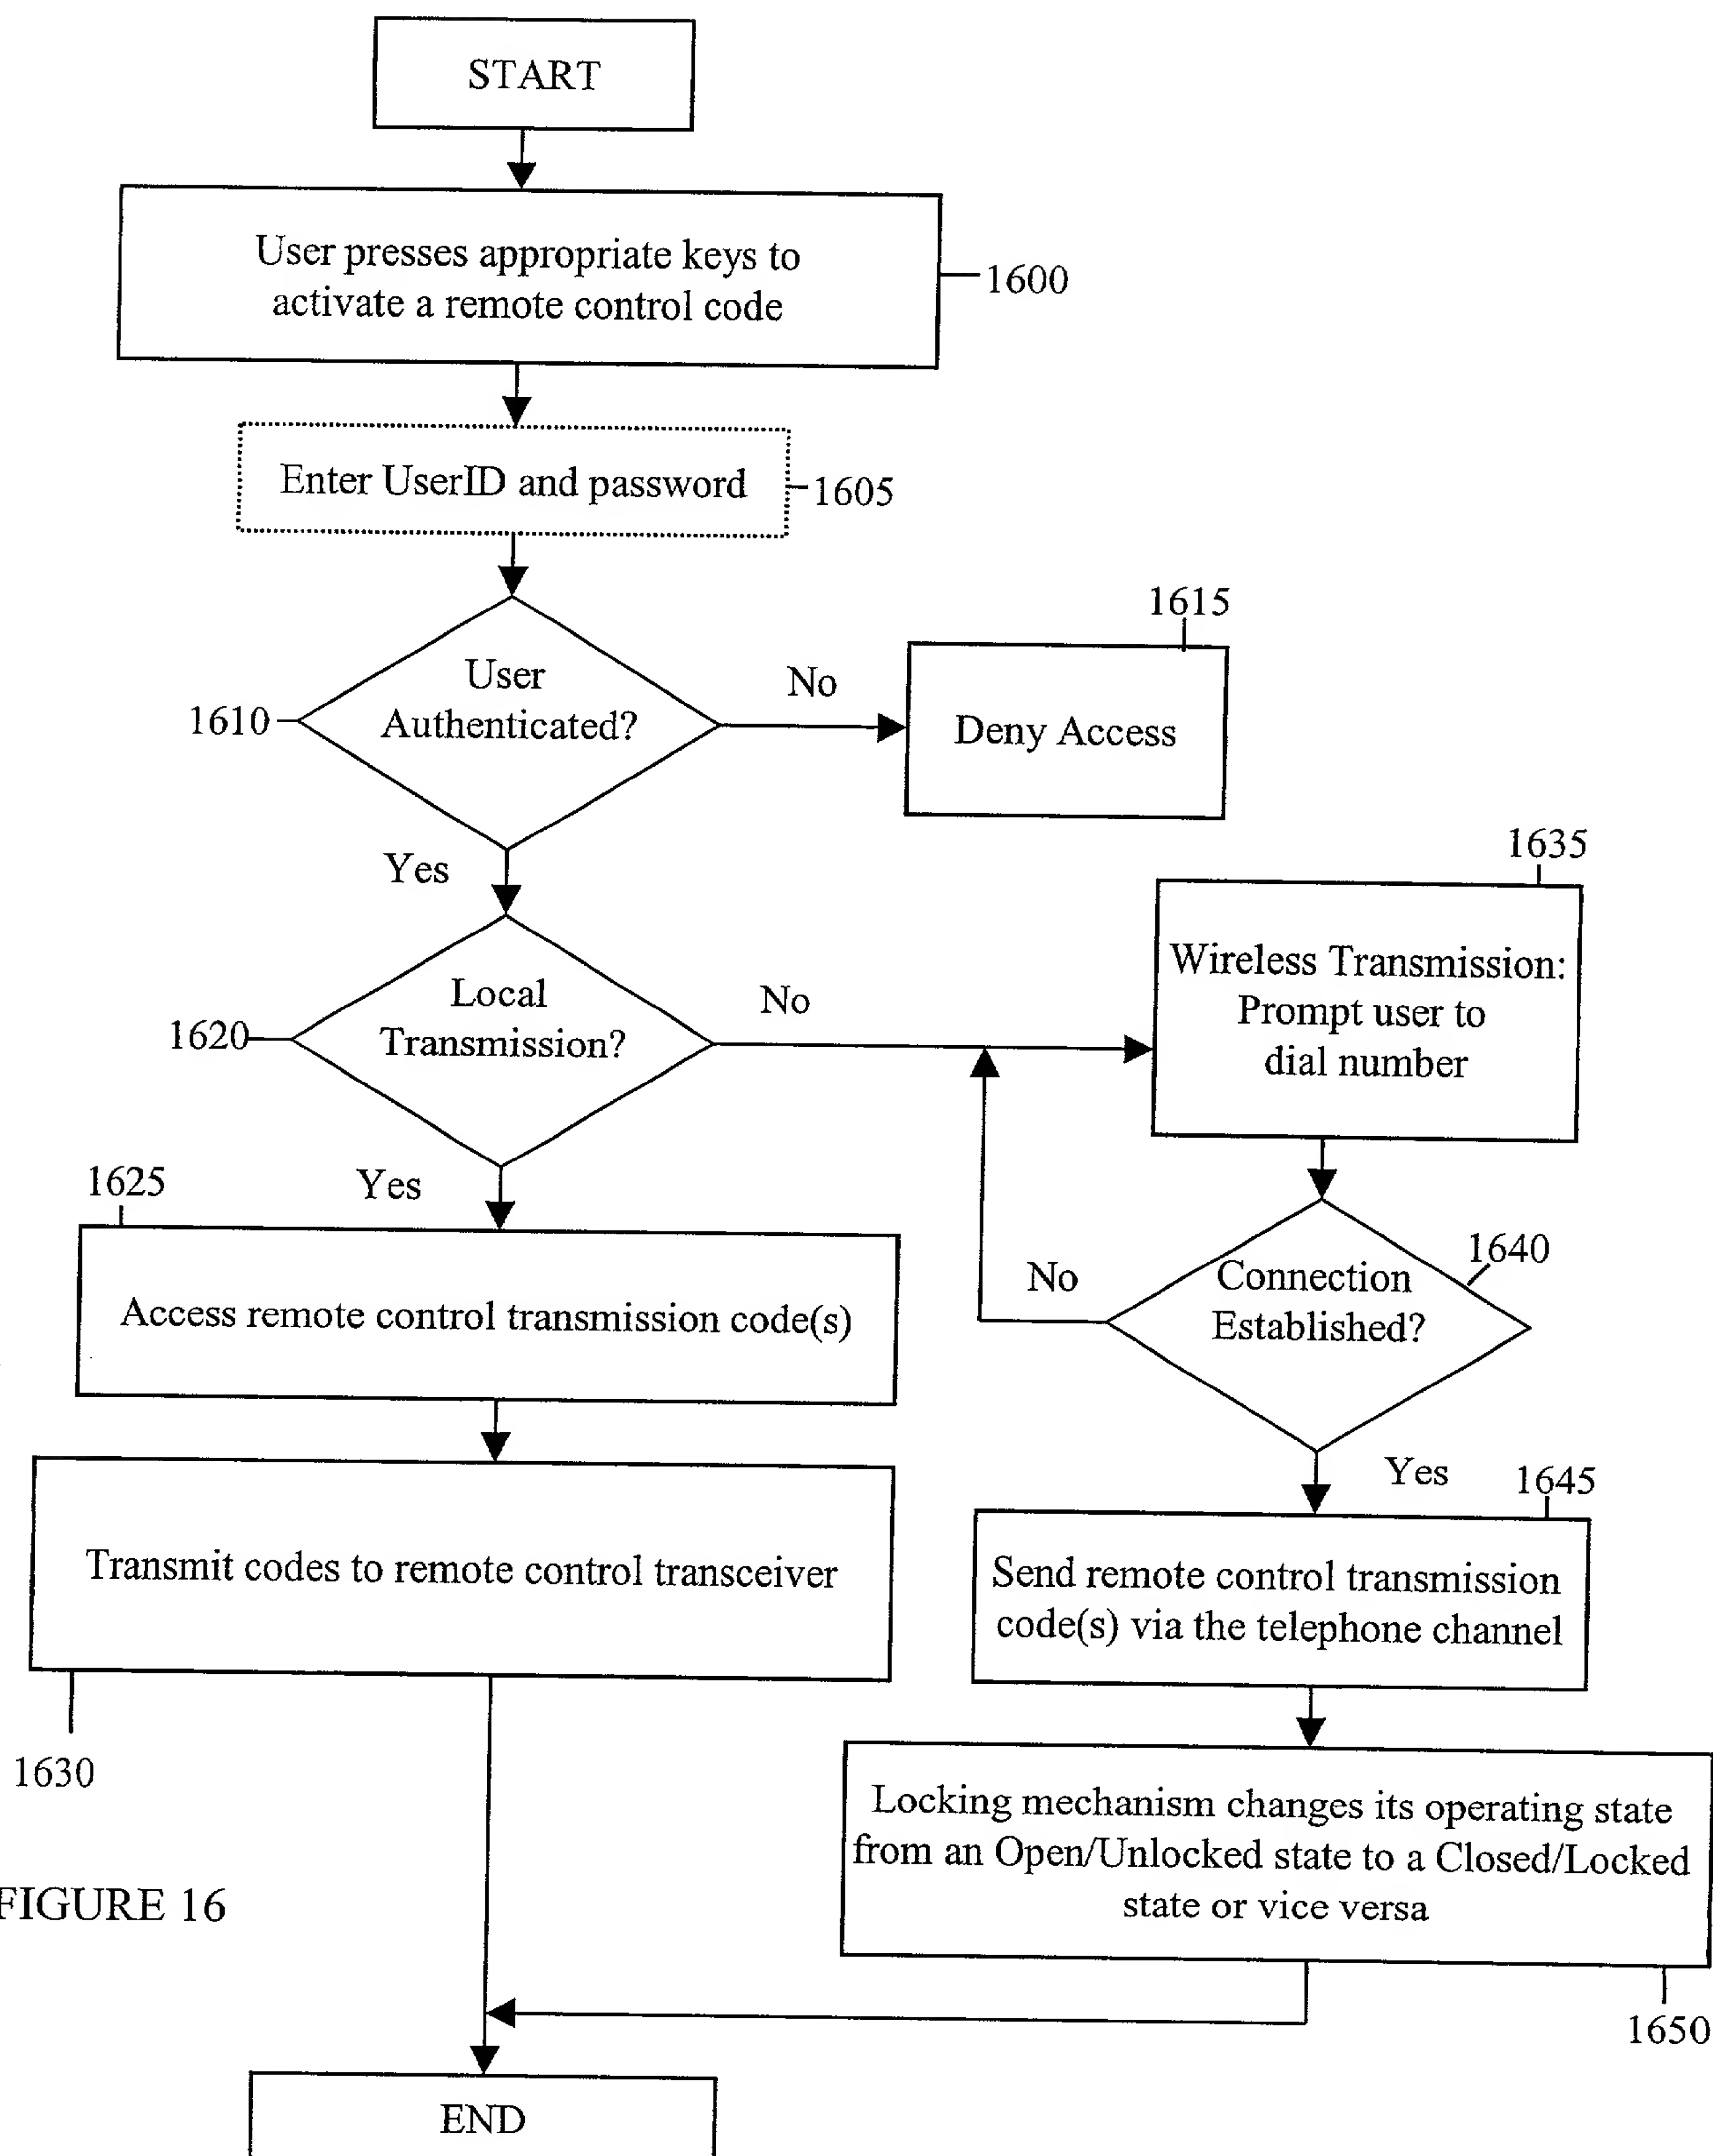 START
User presses appropriate keys to
activate a remote control code
1600
Enter UserID and password
1605
User
Authenticated?
1610
No
1615
Deny Access
Yes
Local
Transmission?
1620
No
1635
Wireless Transmission:
Prompt user to
dial number
Yes
1625
Access remote control transmission code(s)
1640
Connection
Established?
No
Yes
1645
Transmit codes to remote control transceiver
1630
Send remote control transmission
code(s) via the telephone channel
Locking mechanism changes its operating state
from an Open/Unlocked state to a Closed/Locked
state or vice versa
1650
FIGURE 16
END